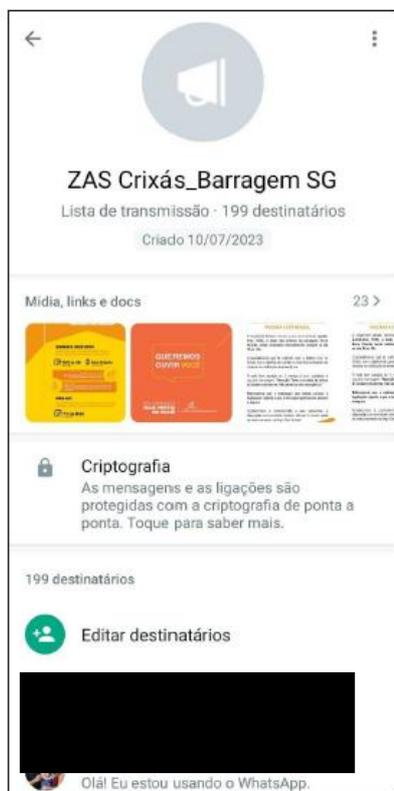 ZAS Crixás_Barragem SG
Lista de transmissão · 199 destinatários
Criado 10/07/2023
Mídia, links e docs
23 >
QUEREMOS
OUVIR VOCÊ
Criptografia
As mensagens e as ligações são
protegidas com a criptografia de ponta a
ponta. Toque para saber mais.
199 destinatários
Editar destinatários
Olá! Eu estou usando o WhatsApp.